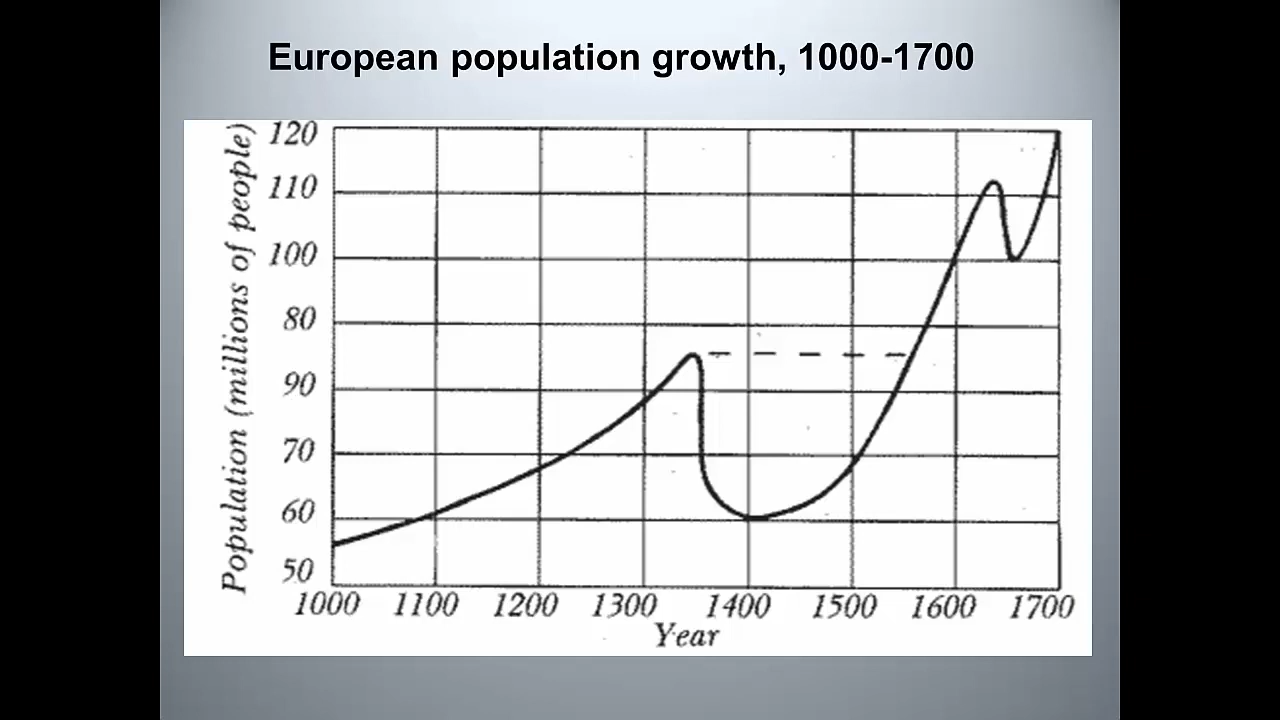 European population growth, 1000-1700
Population (millions of people)
120
110
100
80
90
70
60
50
1000 1100 1200 1300 1400 1500 1600 1700
Year